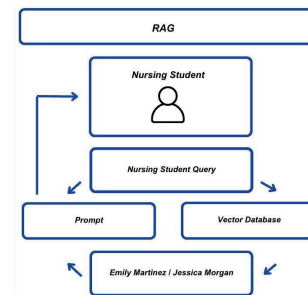 RAG
Nursing Student
Nursing Student Query
Prompt
Vector Database
Emily Martinez / Jessica Morgan